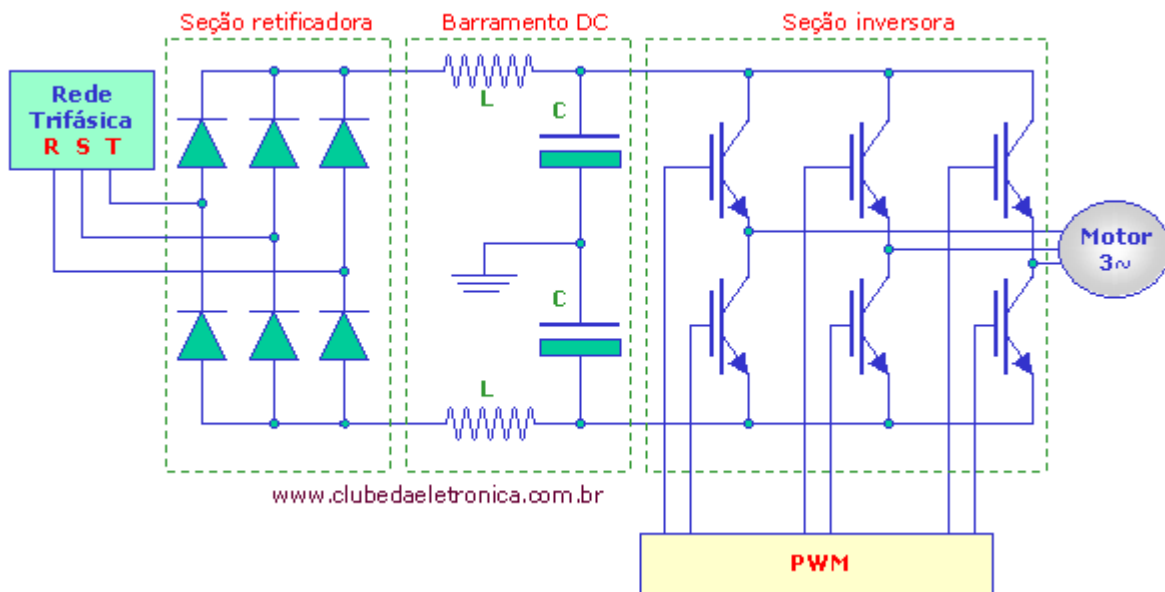 Seção retificadora
Barramento DC
Seção inversora
Rede
Trifásica
R S T
L
C
C
L
Motor
3~
www.clubedaeletronica.com.br
PWM